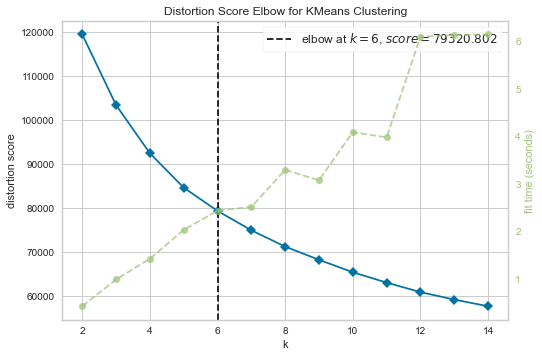 Distortion Score Elbow for KMeans Clustering
elbow at k = 6, score = 79320.802
120000
110000
100000
90000
80000
70000
60000
distortion score
6
5
4
3
2
1
fit time (seconds)
2 4 6 8 10 12 14
k